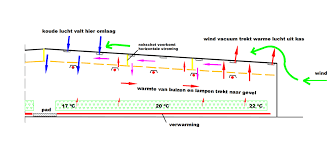 koude lucht valt hier omlaag
wind vacuum trekt warme lucht uit kas
valschot voorkomt
horizontale stroming
wind
warmte van buizen en lampen trekt naar gevel
pad
17 °C
20 °C
22 °C
verwarming